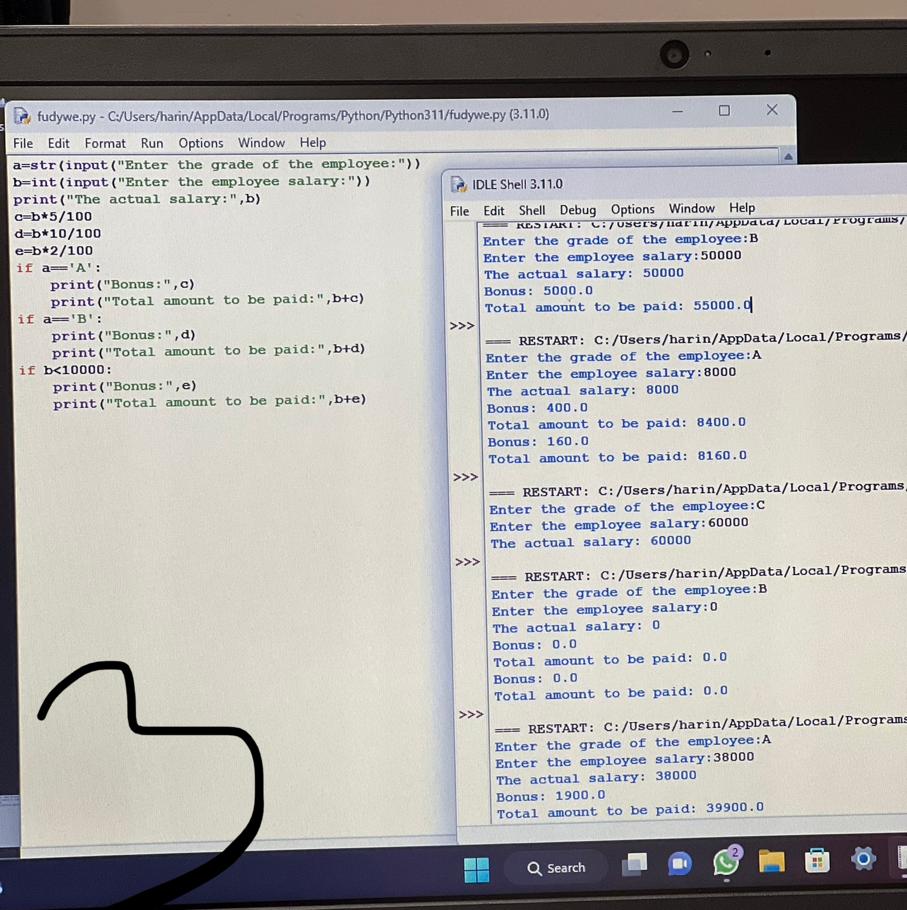 fudywe.py - C:/Users/harin/AppData/Local/Programs/Python/Python311/fudywe.py (3.11.0)
File Edit Format Run Options Window Help
a=str(input("Enter the grade of the employee:"))
b=int(input("Enter the employee salary:"))
print("The actual salary:",b)
c=b*5/100
d=b*10/100
e=b*2/100
if a=='A':
    print("Bonus:",c)
    print("Total amount to be paid:",b+c)
if a=='B':
    print("Bonus:",d)
    print("Total amount to be paid:",b+d)
if b<10000:
    print("Bonus:",e)
    print("Total amount to be paid:",b+e)
IDLE Shell 3.11.0
File Edit Shell Debug Options Window Help
=== RESTART: C:/Users/harin/AppData/Local/Programs/
Enter the grade of the employee:B
Enter the employee salary:50000
The actual salary: 50000
Bonus: 5000.0
Total amount to be paid: 55000.0
>>>
=== RESTART: C:/Users/harin/AppData/Local/Programs/
Enter the grade of the employee:A
Enter the employee salary:8000
The actual salary: 8000
Bonus: 400.0
Total amount to be paid: 8400.0
Bonus: 160.0
Total amount to be paid: 8160.0
>>>
=== RESTART: C:/Users/harin/AppData/Local/Programs
Enter the grade of the employee:C
Enter the employee salary:60000
The actual salary: 60000
>>>
=== RESTART: C:/Users/harin/AppData/Local/Programs
Enter the grade of the employee:B
Enter the employee salary:0
The actual salary: 0
Bonus: 0.0
Total amount to be paid: 0.0
Bonus: 0.0
Total amount to be paid: 0.0
>>>
=== RESTART: C:/Users/harin/AppData/Local/Programs
Enter the grade of the employee:A
Enter the employee salary:38000
The actual salary: 38000
Bonus: 1900.0
Total amount to be paid: 39900.0
Search
2